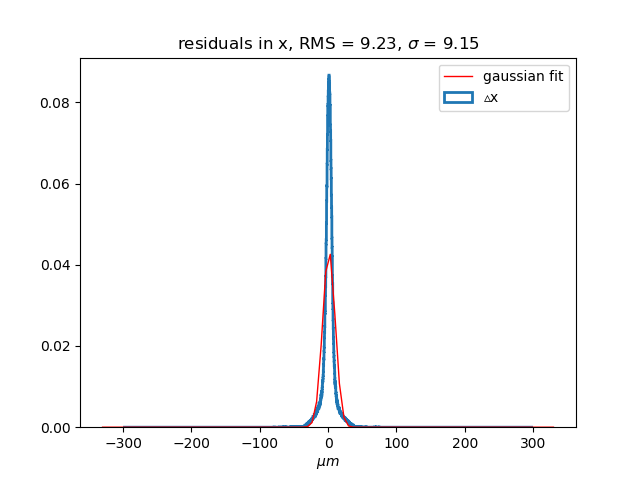 residuals in x, RMS = 9.23, σ = 9.15
gaussian fit
△x
0.08
0.06
0.04
0.02
0.00
−300 −200 −100 0 100 200 300
μm